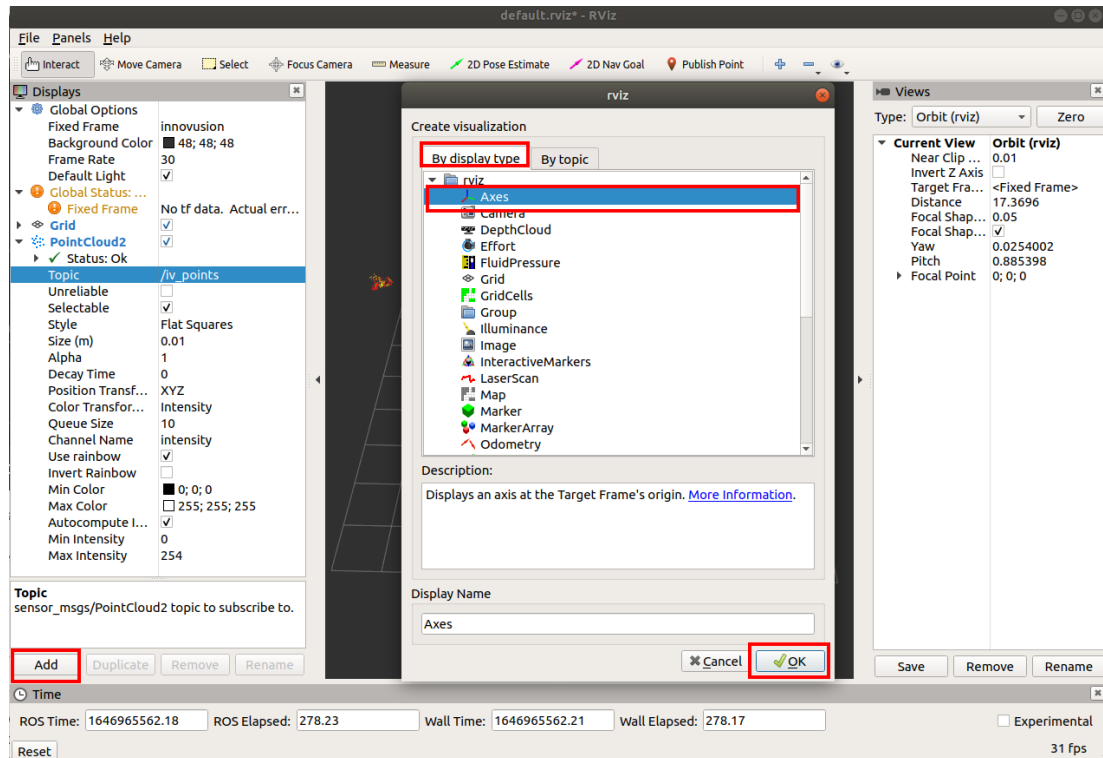 default.rviz* - RViz
File Panels Help
Interact Move Camera Select Focus Camera Measure 2D Pose Estimate 2D Nav Goal Publish Point
Displays
Global Options
Fixed Frame innovusion
Background Color 48; 48; 48
Frame Rate 30
Default Light
Global Status: ...
Fixed Frame No tf data. Actual err...
Grid
PointCloud2
Status: Ok
Topic /iv_points
Unreliable
Selectable
Style Flat Squares
Size (m) 0.01
Alpha 1
Decay Time 0
Position Transf... XYZ
Color Transfor... Intensity
Queue Size 10
Channel Name intensity
Use rainbow
Invert Rainbow
Min Color 0; 0; 0
Max Color 255; 255; 255
Autocompute I...
Min Intensity 0
Max Intensity 254
Topic
sensor_msgs/PointCloud2 topic to subscribe to.
Add Duplicate Remove Rename
rviz
Create visualization
By display type By topic
rviz
Axes
Camera
DepthCloud
Effort
FluidPressure
Grid
GridCells
Group
Illuminance
Image
InteractiveMarkers
LaserScan
Map
Marker
MarkerArray
Odometry
Description:
Displays an axis at the Target Frame's origin. More Information.
Display Name
Axes
Cancel OK
Views
Type: Orbit (rviz) Zero
Current View Orbit (rviz)
Near Clip ... 0.01
Invert Z Axis
Target Fra... <Fixed Frame>
Distance 17.3696
Focal Shap... 0.05
Focal Shap...
Yaw 0.0254002
Pitch 0.885398
Focal Point 0; 0; 0
Save Remove Rename
Time
ROS Time: 1646965562.18 ROS Elapsed: 278.23 Wall Time: 1646965562.21 Wall Elapsed: 278.17 Experimental
Reset 31 fps